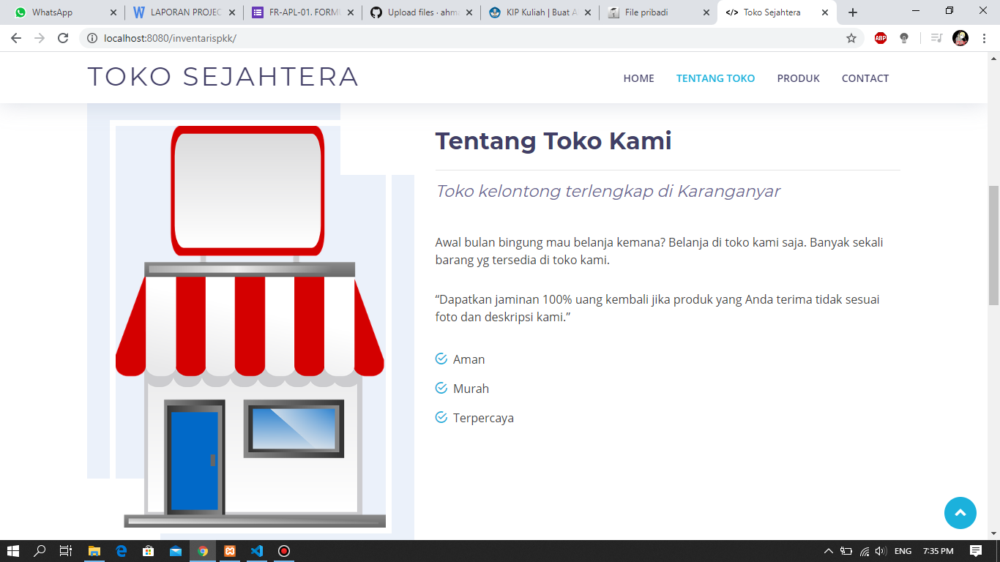 WhatsApp
LAPORAN PROJEC
FR-APL-01. FORM
Upload files · ahm
KIP Kuliah | Buat A
File pribadi
</> Toko Sejahtera
localhost:8080/inventarispkk/
ABP
TOKO SEJAHTERA
HOME
TENTANG TOKO
PRODUK
CONTACT
Tentang Toko Kami
Toko kelontong terlengkap di Karanganyar
Awal bulan bingung mau belanja kemana? Belanja di toko kami saja. Banyak sekali
barang yg tersedia di toko kami.
“Dapatkan jaminan 100% uang kembali jika produk yang Anda terima tidak sesuai
foto dan deskripsi kami.”
Aman
Murah
Terpercaya
ENG
7:35 PM